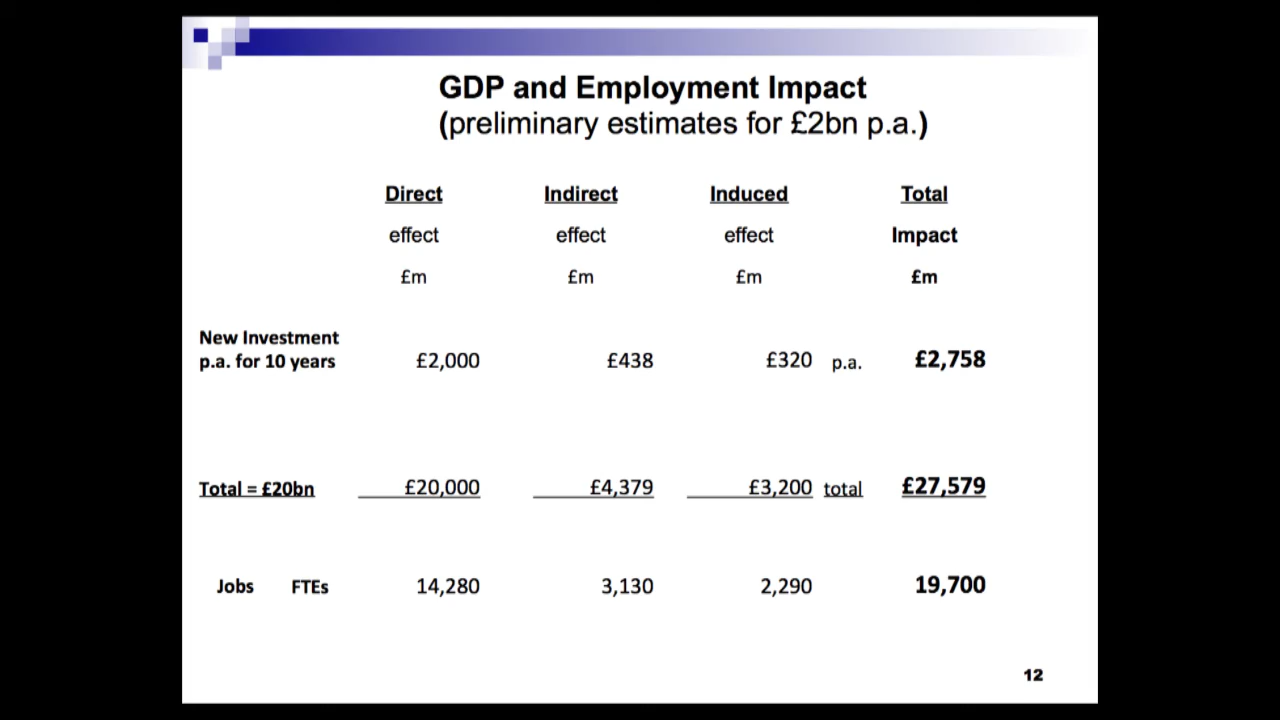 GDP and Employment Impact
(preliminary estimates for £2bn p.a.)
Direct Indirect Induced Total
effect effect effect Impact
£m £m £m £m
New Investment
p.a. for 10 years £2,000 £438 £320 p.a. £2,758
Total = £20bn £20,000 £4,379 £3,200 total £27,579
Jobs FTEs 14,280 3,130 2,290 19,700
12